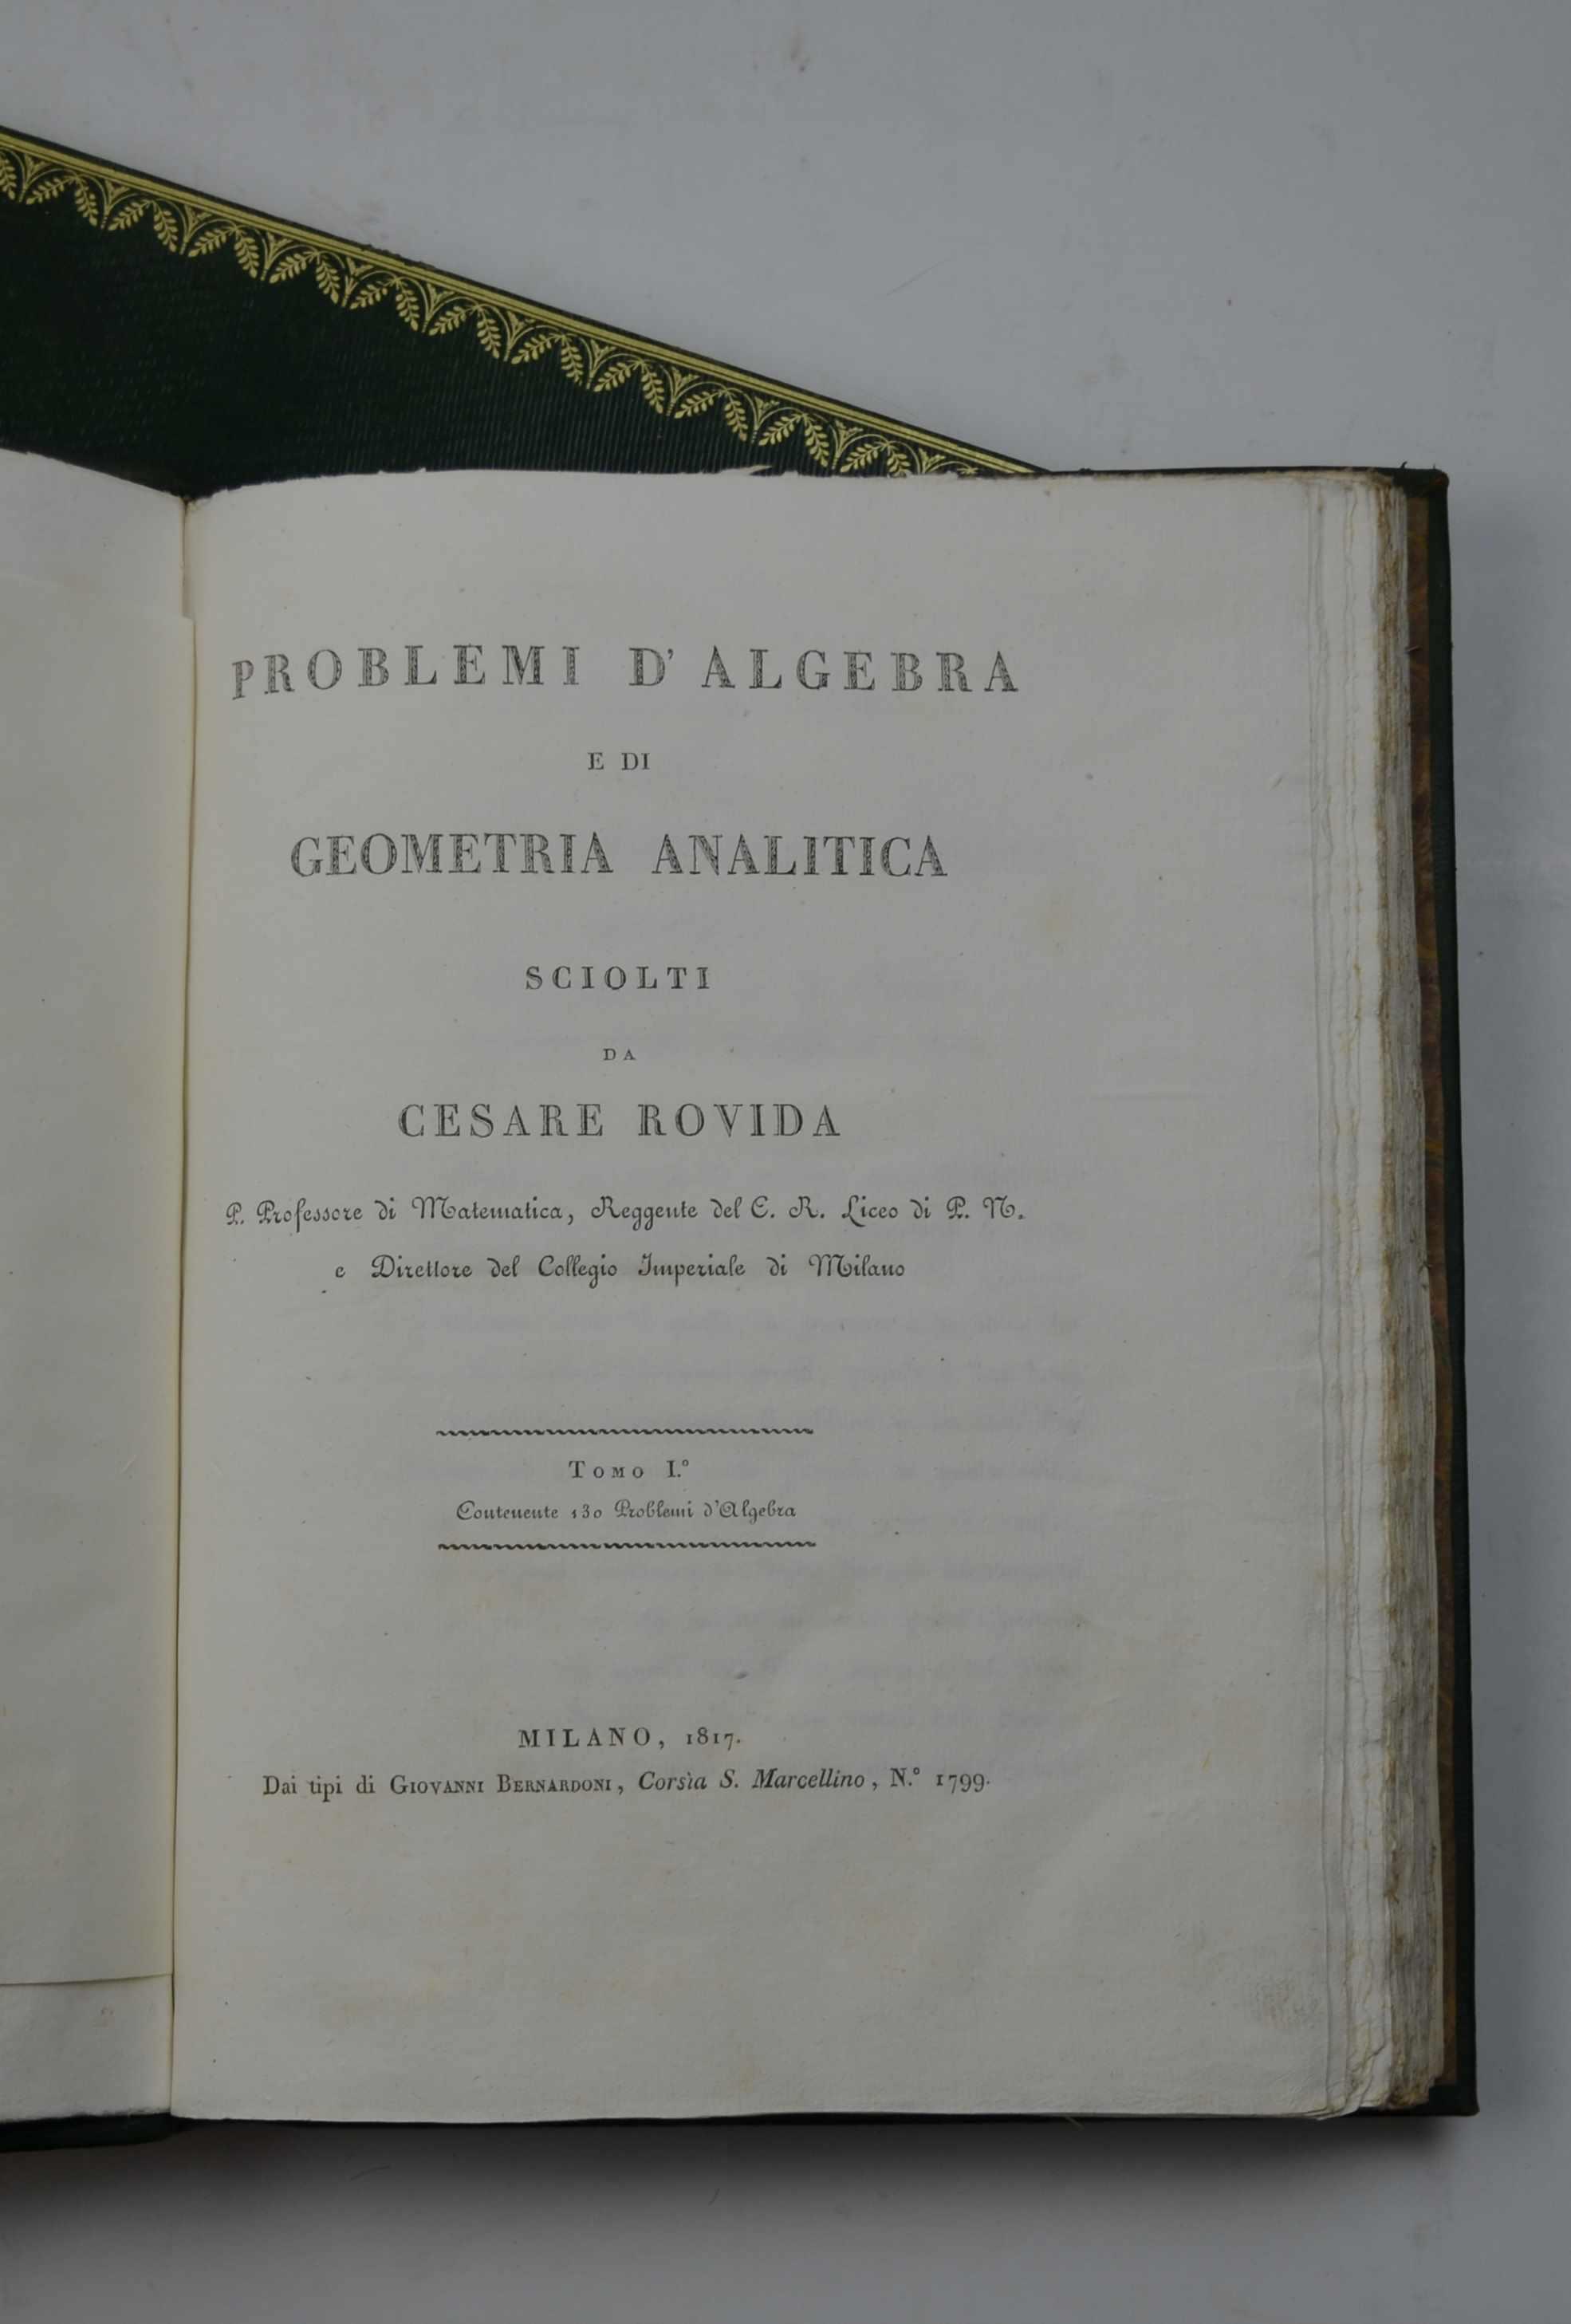 PROBLEMI D'ALGEBRA
E DI
GEOMETRIA ANALITICA
SCIOLTI
DA
CESARE ROVIDA
P. Professore di Matematica, Reggente del C. R. Liceo di P. N.
e Direttore del Collegio Imperiale di Milano
TOMO I.°
Contenente 130 Problemi d'Algebra
MILANO, 1817.
Dai tipi di GIOVANNI BERNARDONI, Corsìa S. Marcellino, N.° 1799.